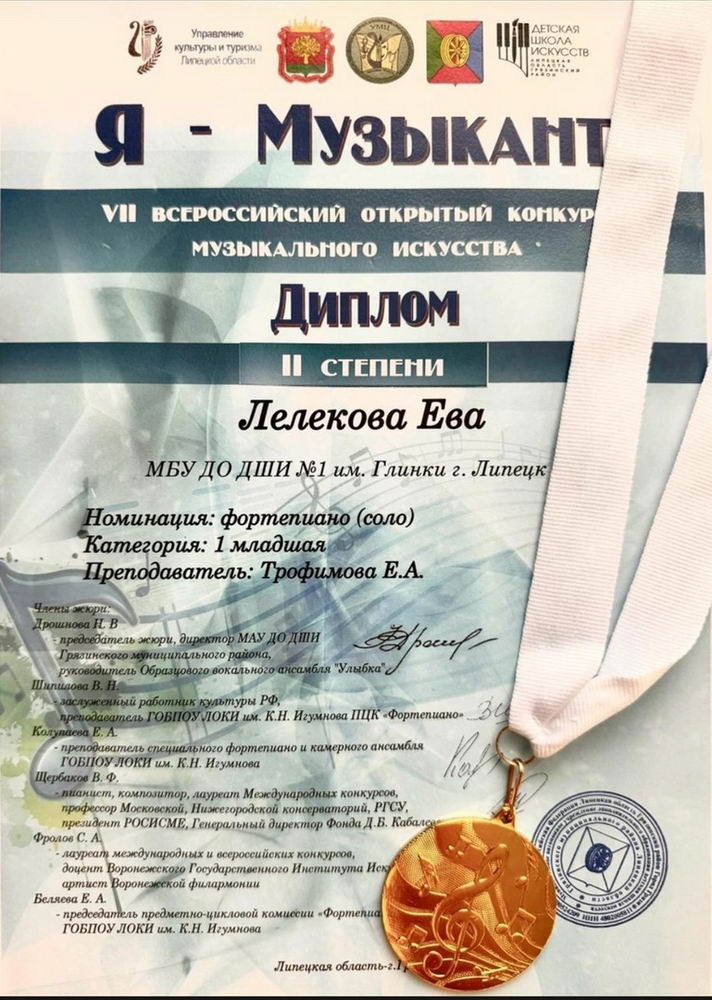 Управление
культуры и туризма
Липецкой области
УМЦ
ДЕТСКАЯ
ШКОЛА
ИСКУССТВ
ЛИПЕЦКАЯ
ОБЛАСТЬ
ГРЯЗИНСКИЙ
РАЙОН
Я - Музыкант
VII ВСЕРОССИЙСКИЙ ОТКРЫТЫЙ КОНКУР
МУЗЫКАЛЬНОГО ИСКУССТВА
Диплом
II СТЕПЕНИ
Лелекова Ева
МБУ ДО ДШИ №1 им. Глинки г. Липецк
Номинация: фортепиано (соло)
Категория: 1 младшая
Преподаватель: Трофимова Е.А.
Члены жюри:
Дрошнова Н. В
- председатель жюри, директор МАУ ДО ДШИ
Грязинского муниципального района,
руководитель Образцового вокального ансамбля "Улыбка"
Шипилова В. Н.
- заслуженный работник культуры РФ,
преподаватель ГОБПОУ ЛОКИ им. К.Н. Игумнова ПЦК «Фортепиано»
Колупаева Е. А.
- преподаватель специального фортепиано и камерного ансамбля
ГОБПОУ ЛОКИ им. К.Н. Игумнова
Щербаков В. Ф.
- пианист, композитор, лауреат Международных конкурсов,
профессор Московской, Нижегородской консерваторий, РГСУ,
президент РОСИСМЕ, Генеральный директор Фонда Д.Б. Кабалев
Фролов С. А.
- лауреат международных и всероссийских конкурсов,
доцент Воронежского Государственного Института Иск
артист Воронежской филармонии
Беляева Е. А.
- председатель предметно-цикловой комиссии «Фортепиа
ГОБПОУ ЛОКИ им. К.Н. Игумнова
Липецкая область-г.Г